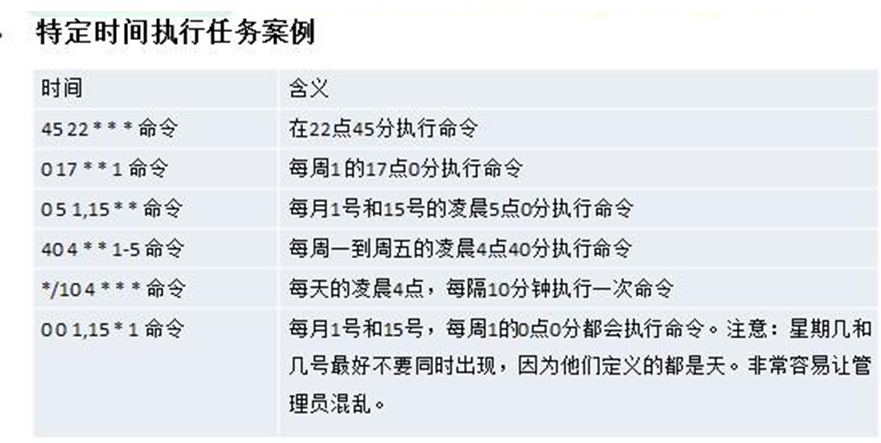 特定时间执行任务案例
时间 含义
45 22 * * * 命令 在22点45分执行命令
0 17 * * 1 命令 每周1的17点0分执行命令
0 5 1,15 * * 命令 每月1号和15号的凌晨5点0分执行命令
40 4 * * 1-5 命令 每周一到周五的凌晨4点40分执行命令
*/10 4 * * * 命令 每天的凌晨4点，每隔10分钟执行一次命令
0 0 1,15 * 1 命令 每月1号和15号，每周1的0点0分都会执行命令。注意：星期几和
几号最好不要同时出现，因为他们定义的都是天。非常容易让管
理员混乱。